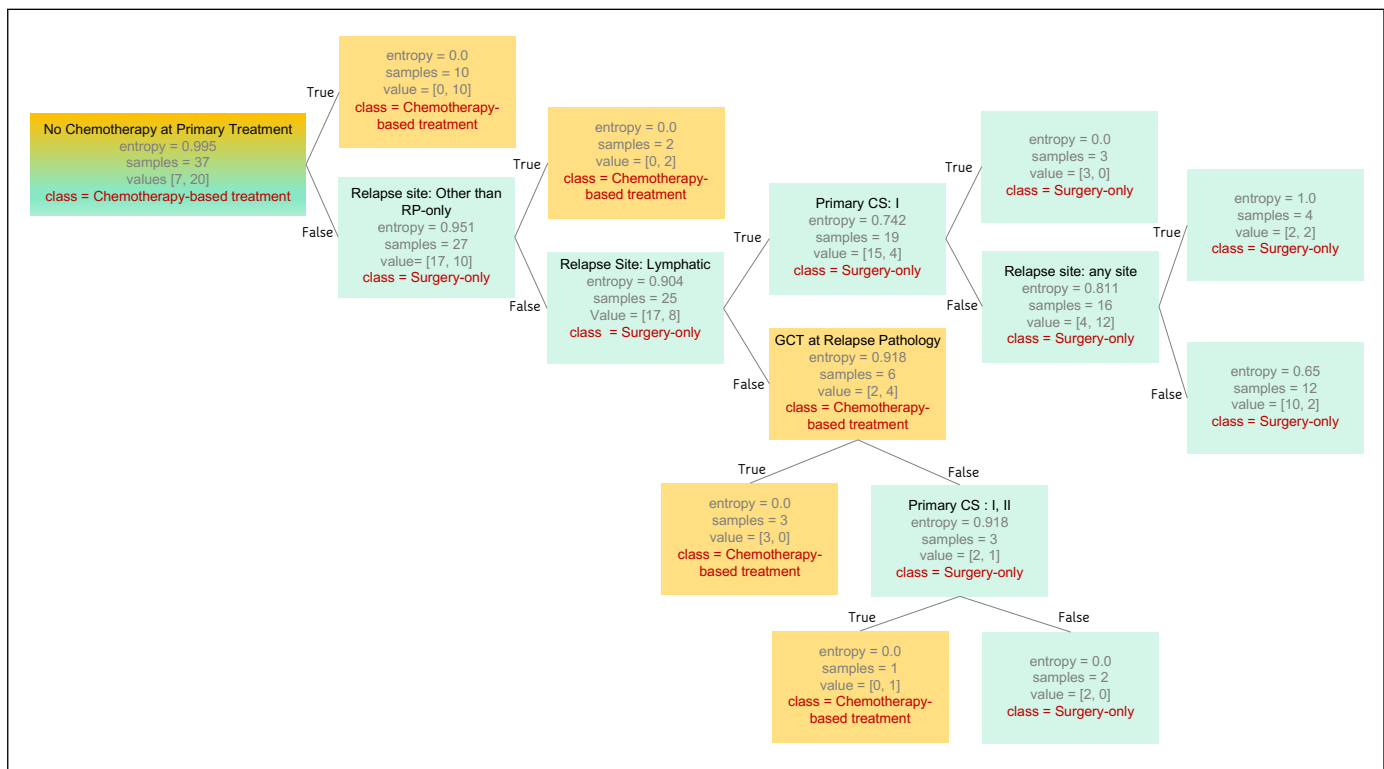 No Chemotherapy at Primary Treatment
entropy = 0.995
samples = 37
values [7, 20]
class = Chemotherapy-based treatment
True
False
entropy = 0.0
samples = 10
value = [0, 10]
class = Chemotherapy-
based treatment
Relapse site: Other than
RP-only
entropy = 0.951
samples = 27
value= [17, 10]
class = Surgery-only
True
False
entropy = 0.0
samples = 2
value = [0, 2]
class = Chemotherapy-
based treatment
Relapse Site: Lymphatic
entropy = 0.904
samples = 25
Value = [17, 8]
class  = Surgery-only
True
False
Primary CS: I
entropy = 0.742
samples = 19
value = [15, 4]
class = Surgery-only
GCT at Relapse Pathology
entropy = 0.918
samples = 6
value = [2, 4]
class = Chemotherapy-
based treatment
True
False
entropy = 0.0
samples = 3
value = [3, 0]
class = Surgery-only
Relapse site: any site
entropy = 0.811
samples = 16
value = [4, 12]
class = Surgery-only
True
False
entropy = 1.0
samples = 4
value = [2, 2]
class = Surgery-only
entropy = 0.65
samples = 12
value = [10, 2]
class = Surgery-only
True
False
entropy = 0.0
samples = 3
value = [3, 0]
class = Chemotherapy-
based treatment
Primary CS : I, II
entropy = 0.918
samples = 3
value = [2, 1]
class = Surgery-only
True
False
entropy = 0.0
samples = 1
value = [0, 1]
class = Chemotherapy-
based treatment
entropy = 0.0
samples = 2
value = [2, 0]
class = Surgery-only